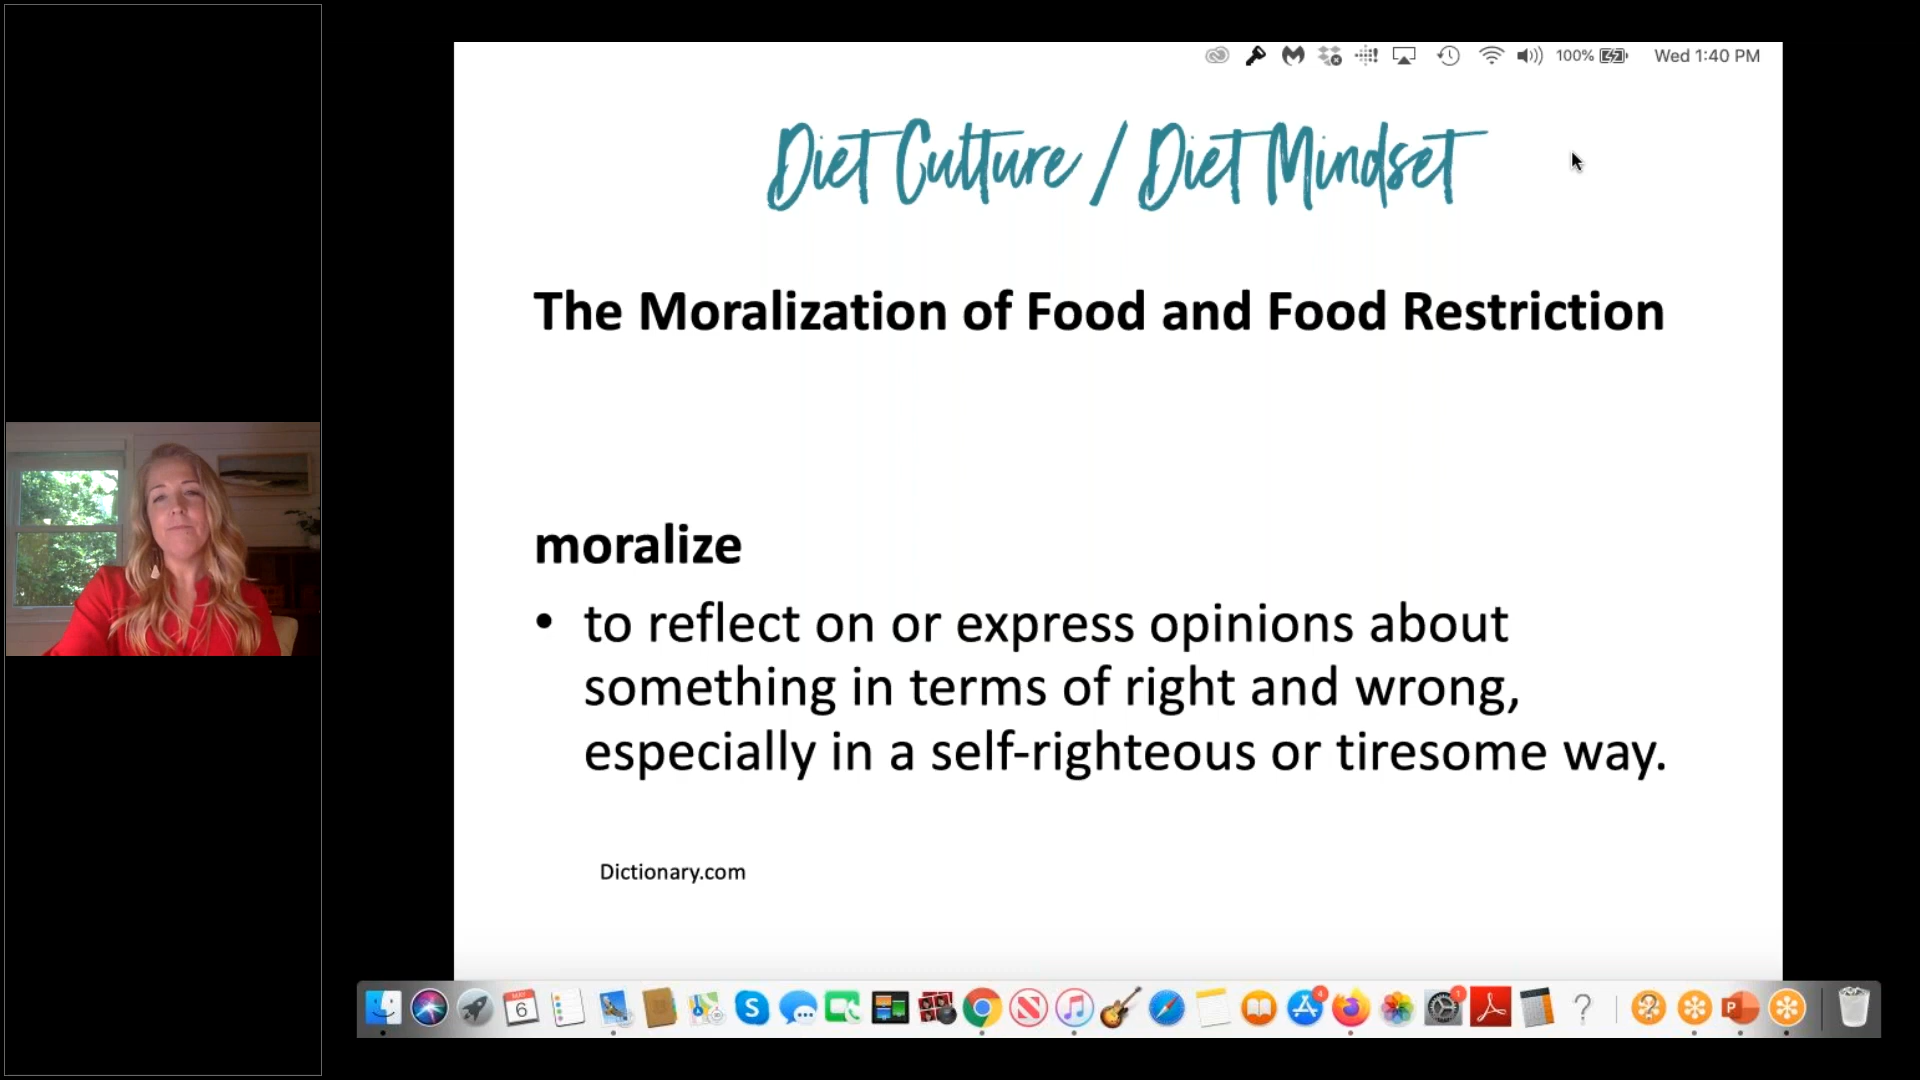 100% Wed 1:40 PM
Diet Culture / Diet Mindset
The Moralization of Food and Food Restriction
moralize
• to reflect on or express opinions about
something in terms of right and wrong,
especially in a self-righteous or tiresome way.
Dictionary.com
MAY
6